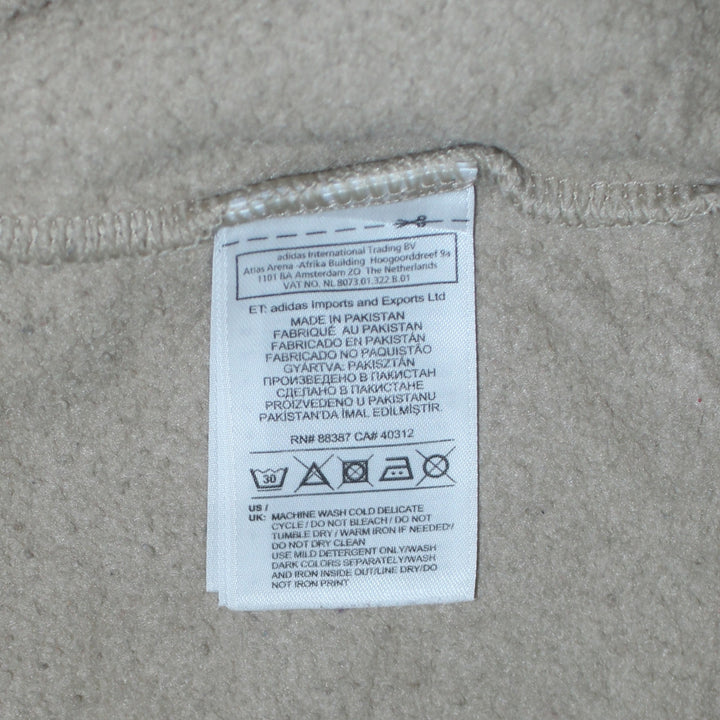 adidas International Trading BV
Atlas Arena -Afrika Building Hoogoorddreef 9a
1101 BA Amsterdam ZO The Netherlands
VAT NO. NL 8073.01.322.B.01
ET: adidas Imports and Exports Ltd
MADE IN PAKISTAN
FABRIQUÉ AU PAKISTAN
FABRICADO EN PAKISTÁN
FABRICADO NO PAQUISTÃO
GYÁRTVA: PAKISZTÁN
ПРОИЗВЕДЕНО В ПАКИСТАН
СДЕЛАНО В ПАКИСТАНЕ
PROIZVEDENO U PAKISTANU
PAKİSTAN'DA İMAL EDİLMİŞTİR.
RN# 88387 CA# 40312
30
US /
UK: MACHINE WASH COLD DELICATE
CYCLE / DO NOT BLEACH / DO NOT
TUMBLE DRY / WARM IRON IF NEEDED/
DO NOT DRY CLEAN
USE MILD DETERGENT ONLY/WASH
DARK COLORS SEPARATELY/WASH
AND IRON INSIDE OUT/LINE DRY/DO
NOT IRON PRINT